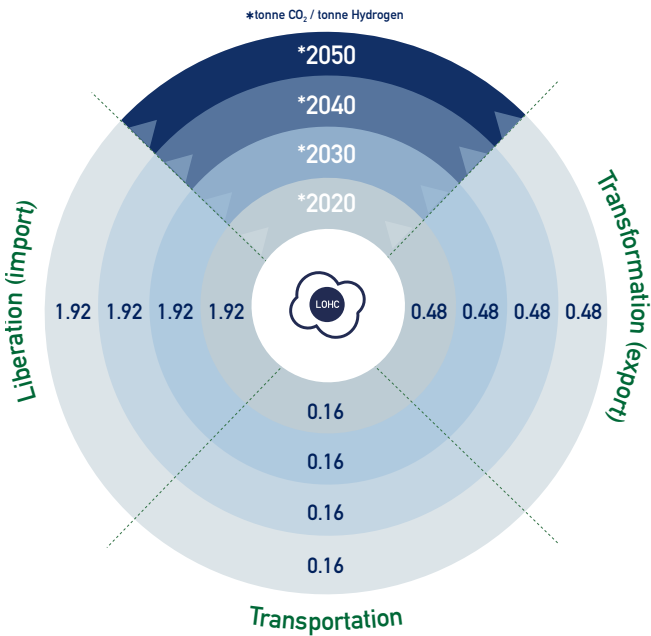 *tonne CO₂ / tonne Hydrogen
*2050
*2040
*2030
*2020
Liberation (import)
1.92 1.92 1.92 1.92
LOHC
0.48 0.48 0.48 0.48
Transformation (export)
0.16
0.16
0.16
0.16
Transportation